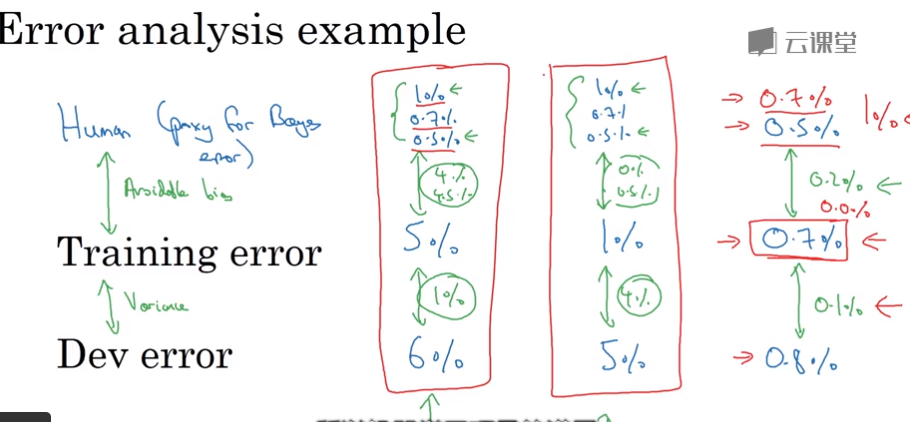 Error analysis example
云课堂
Human (proxy for Bayes error)
1% 0.7% 0.5%
1% 0.7% 0.5%
0.7% 0.5% 1%
Avoidable bias
4% 4.5%
0% 0.5%
0.2% 0.0%
Training error
5%
1%
0.7%
Variance
1%
4%
0.1%
Dev error
6%
5%
0.8%